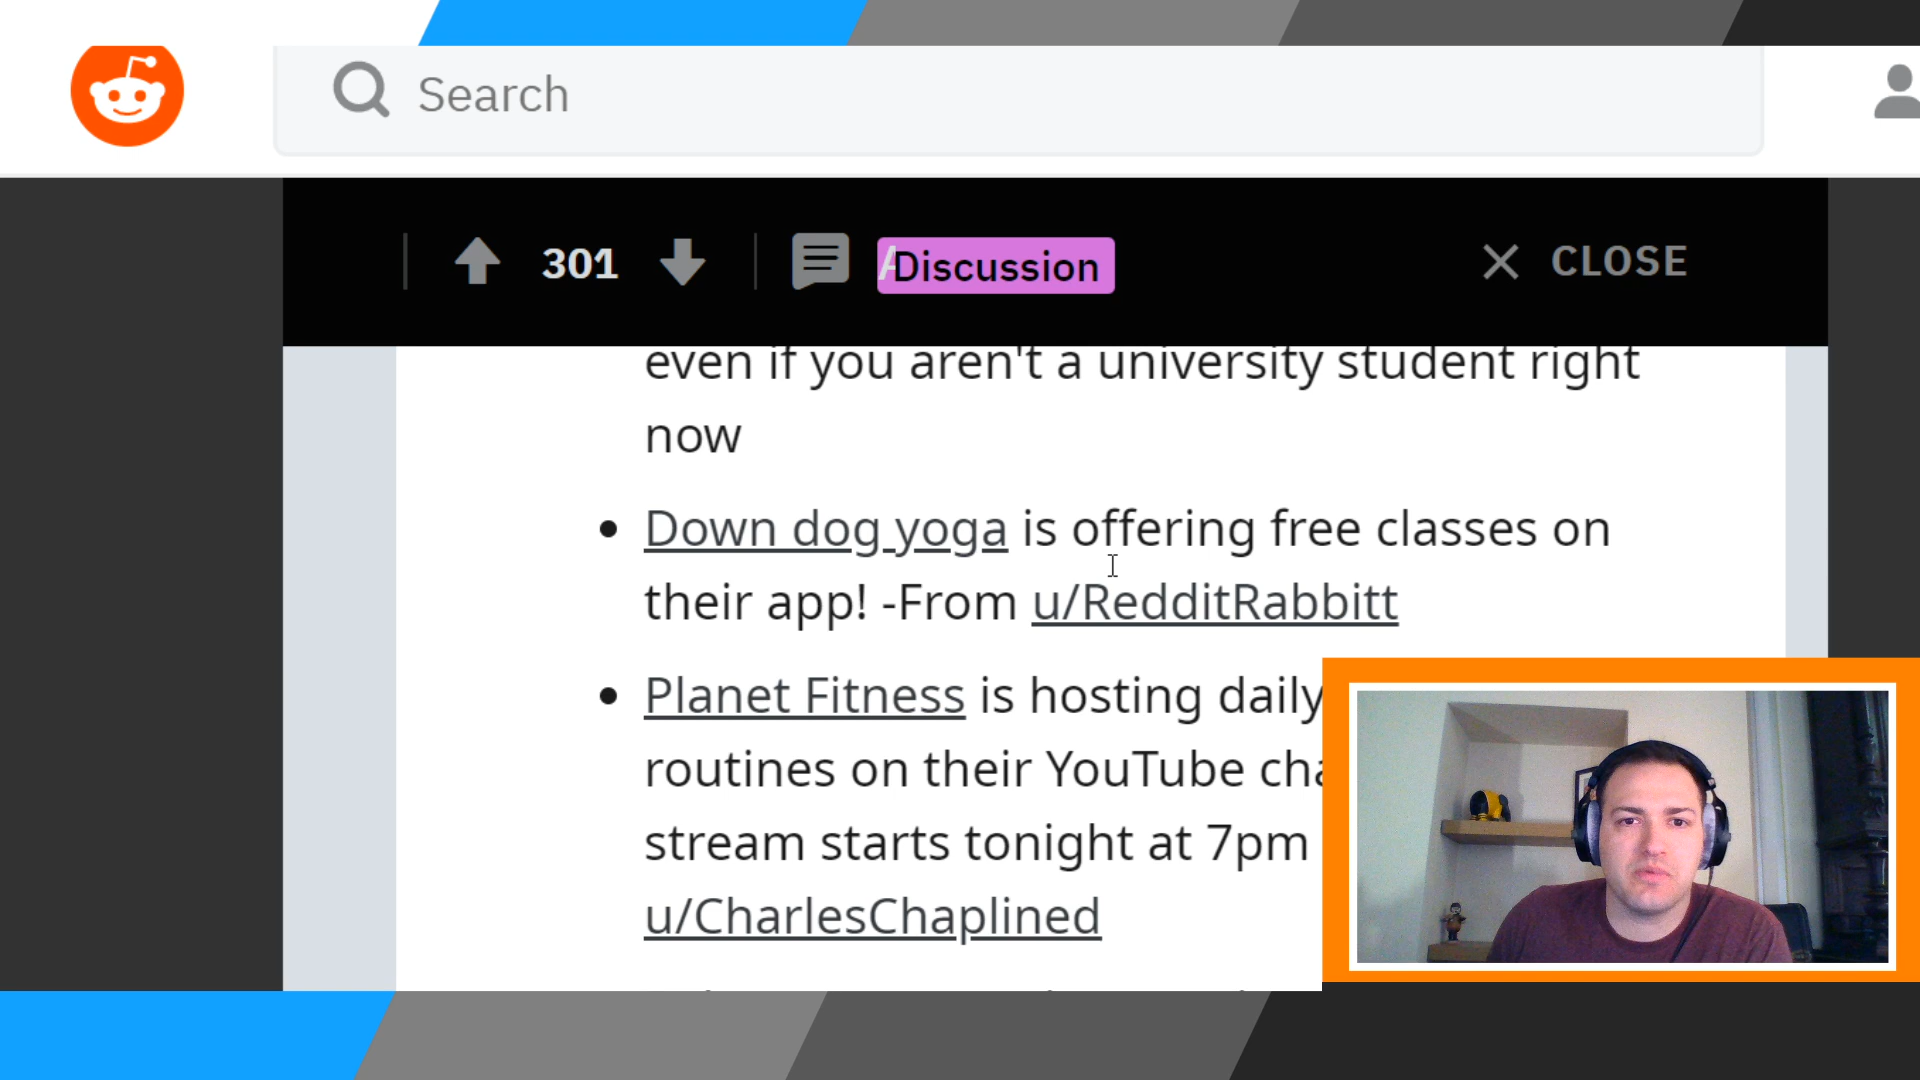 Search
301
Discussion
CLOSE
even if you aren't a university student right
now
Down dog yoga is offering free classes on
their app! -From u/RedditRabbitt
Planet Fitness is hosting daily
routines on their YouTube
stream starts tonight at 7pm
u/CharlesChaplined